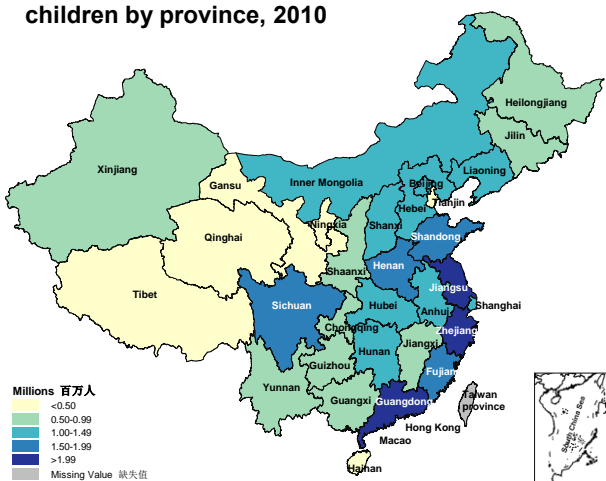 children by province, 2010
Heilongjiang
Jilin
Xinjiang
Liaoning
Gansu
Inner Mongolia
Beijing
Tianjin
Hebei
Ningxia
Shanxi
Qinghai
Shandong
Henan
Shaanxi
Jiangsu
Tibet
Sichuan
Hubei
Anhui
Shanghai
Chongqing
Zhejiang
Hunan
Jiangxi
Guizhou
Fujian
Yunnan
Guangxi
Guangdong
Taiwan
province
Hong Kong
Macao
Hainan
South China Sea
Millions 百万人
<0.50
0.50-0.99
1.00-1.49
1.50-1.99
>1.99
Missing Value 缺失值